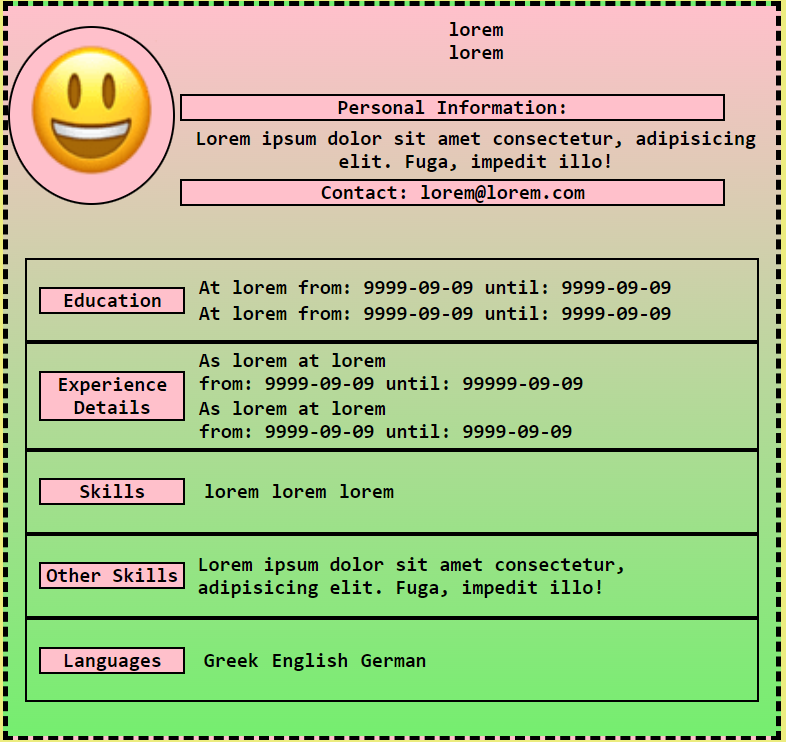 lorem
lorem
Personal Information:
Lorem ipsum dolor sit amet consectetur, adipisicing
elit. Fuga, impedit illo!
Contact: lorem@lorem.com
Education
At lorem from: 9999-09-09 until: 9999-09-09
At lorem from: 9999-09-09 until: 9999-09-09
Experience
Details
As lorem at lorem
from: 9999-09-09 until: 99999-09-09
As lorem at lorem
from: 9999-09-09 until: 9999-09-09
Skills
lorem lorem lorem
Other Skills
Lorem ipsum dolor sit amet consectetur,
adipisicing elit. Fuga, impedit illo!
Languages
Greek English German